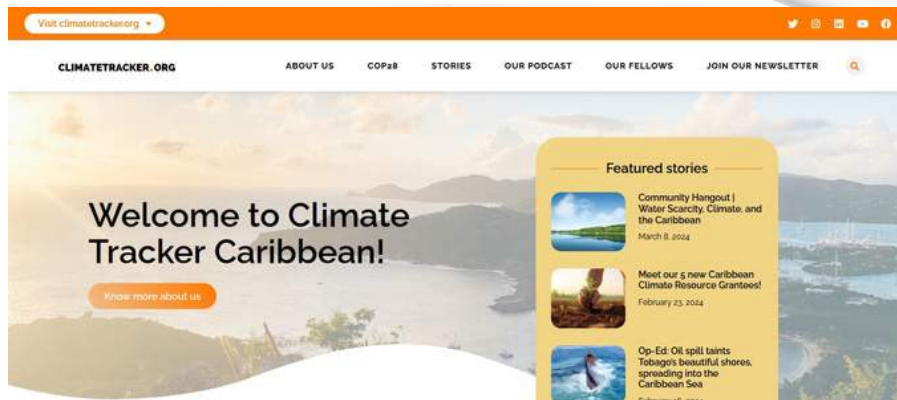 Visit climatetracker.org
CLIMATETRACKER.ORG
ABOUT US
COP28
STORIES
OUR PODCAST
OUR FELLOWS
JOIN OUR NEWSLETTER
Welcome to Climate
Tracker Caribbean!
Know more about us
Featured stories
Community Hangout |
Water Scarcity, Climate, and
the Caribbean
March 8, 2024
Meet our 5 new Caribbean
Climate Resource Grantees!
February 23, 2024
Op-Ed: Oil spill taints
Tobago's beautiful shores,
spreading into the
Caribbean Sea